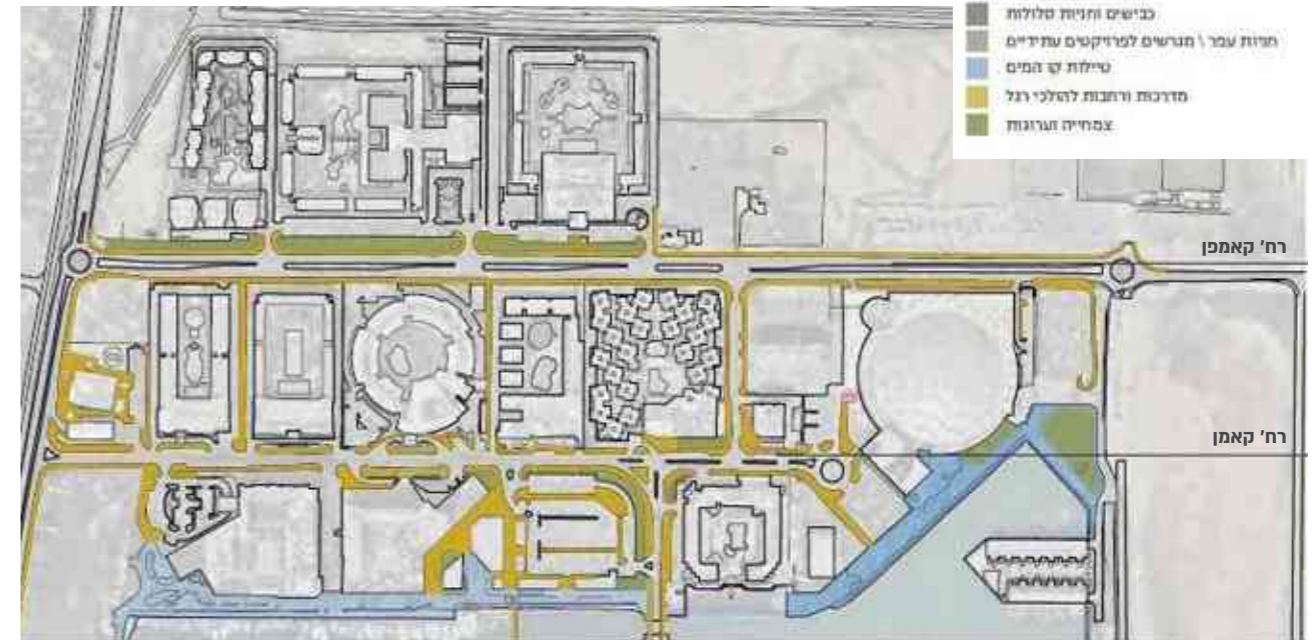 כבישים וחניות סלולות
חניות עפר \ מגרשים לפרויקטים עתידיים
טיילות קו המים
מדרכות ורחבות להולכי רגל
צמחייה וערוגות
רח' קאמפן
רח' קאמן